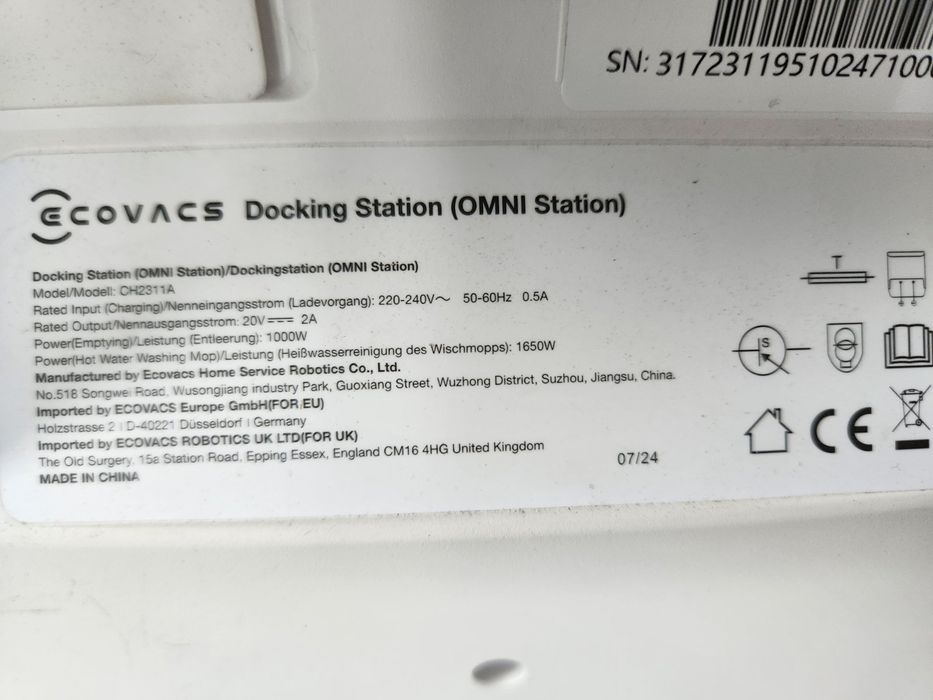 SN: 317231195102471000
ECOVACS Docking Station (OMNI Station)
Docking Station (OMNI Station)/Dockingstation (OMNI Station)
Model/Modell: CH2311A
Rated Input (Charging)/Nenneingangsstrom (Ladevorgang): 220-240V～ 50-60Hz 0.5A
Rated Output/Nennausgangsstrom: 20V⎓ 2A
Power(Emptying)/Leistung (Entleerung): 1000W
Power(Hot Water Washing Mop)/Leistung (Heißwasserreinigung des Wischmopps): 1650W
Manufactured by Ecovacs Home Service Robotics Co., Ltd.
No.518 Songwei Road, Wusongjiang industry Park, Guoxiang Street, Wuzhong District, Suzhou, Jiangsu, China.
Imported by ECOVACS Europe GmbH(FOR EU)
Holzstrasse 2 | D-40221 Düsseldorf | Germany
Imported by ECOVACS ROBOTICS UK LTD(FOR UK)
The Old Surgery, 15a Station Road, Epping Essex, England CM16 4HG United Kingdom
07/24
MADE IN CHINA
T
S
CE